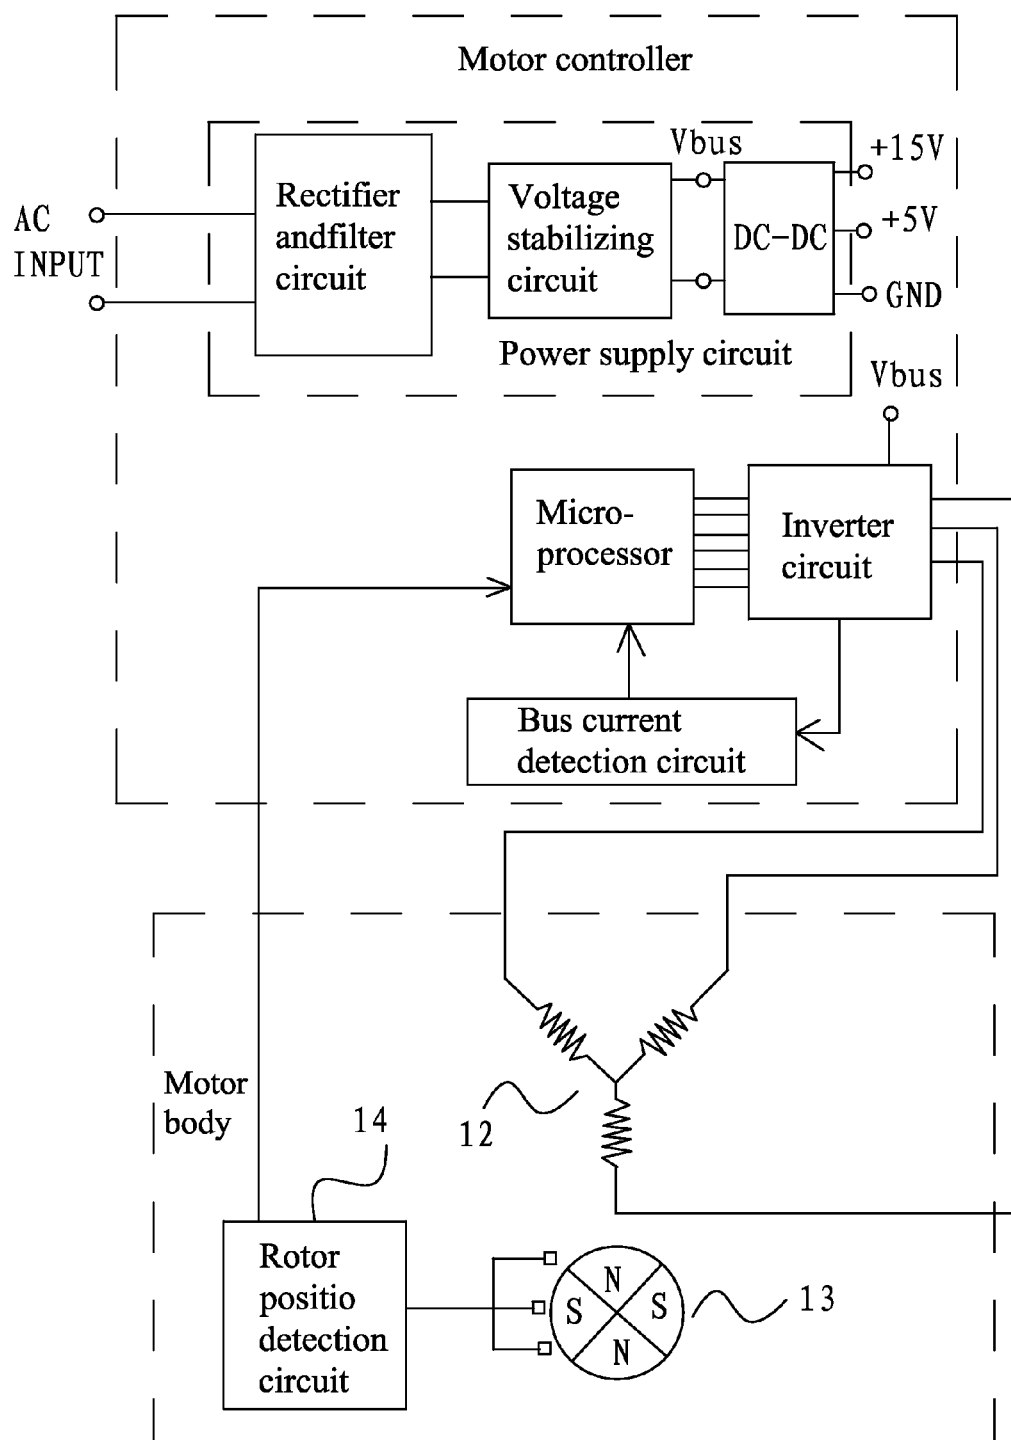 Motor controller
Vbus
+15V
AC
INPUT
Rectifier
andfilter
circuit
Voltage
stabilizing
circuit
DC-DC
+5V
GND
Power supply circuit
Vbus
Micro-
processor
Inverter
circuit
Bus current
detection circuit
Motor
body
14
12
Rotor
positio
detection
circuit
N
S
S
N
13